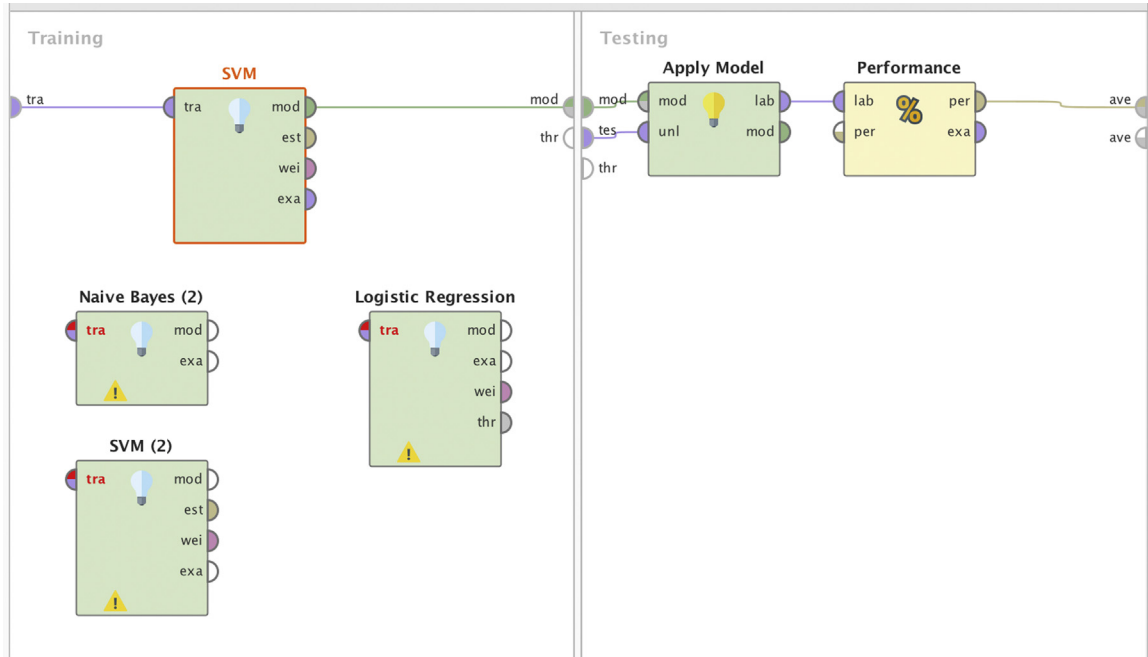 Training
SVM
tra
tra
mod
est
wei
exa
mod
thr
Naive Bayes (2)
tra
mod
exa
Logistic Regression
tra
mod
exa
wei
thr
SVM (2)
tra
mod
est
wei
exa
Testing
mod
tes
thr
Apply Model
mod
lab
unl
mod
Performance
%
lab
per
per
exa
ave
ave